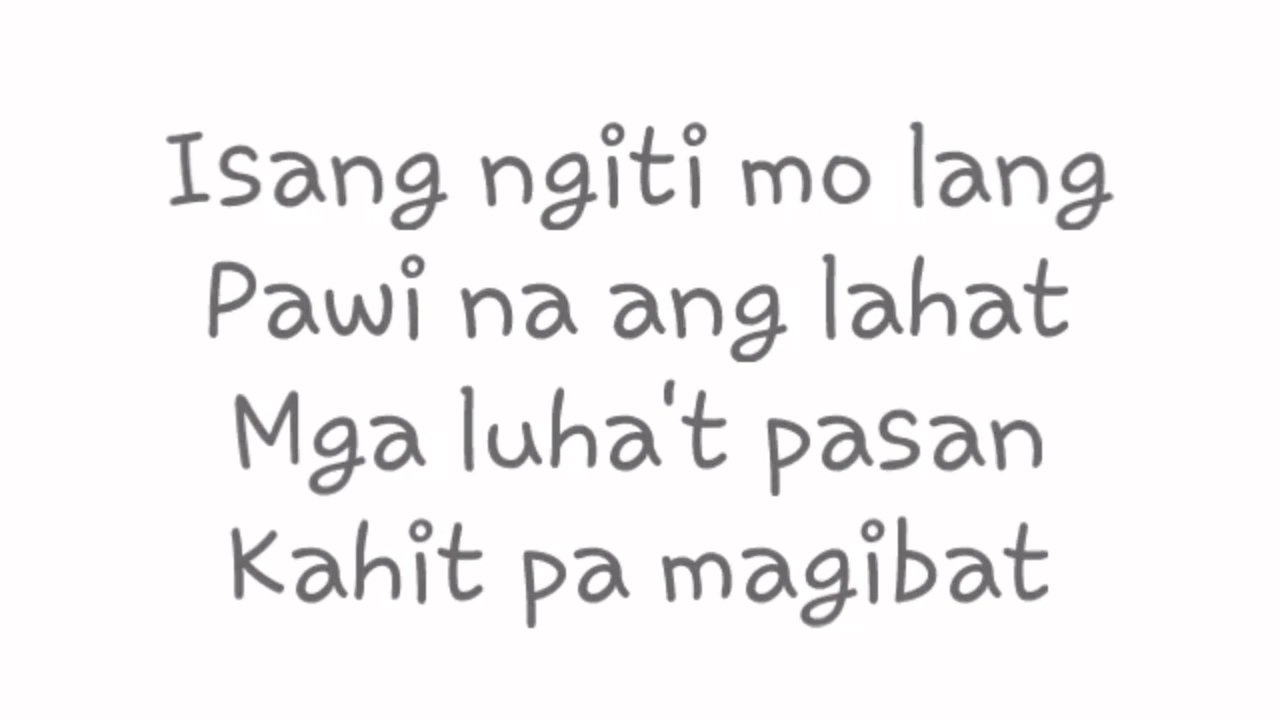 Isang ngiti mo lang
Pawi na ang lahat
Mga luha't pasan
Kahit pa magibat